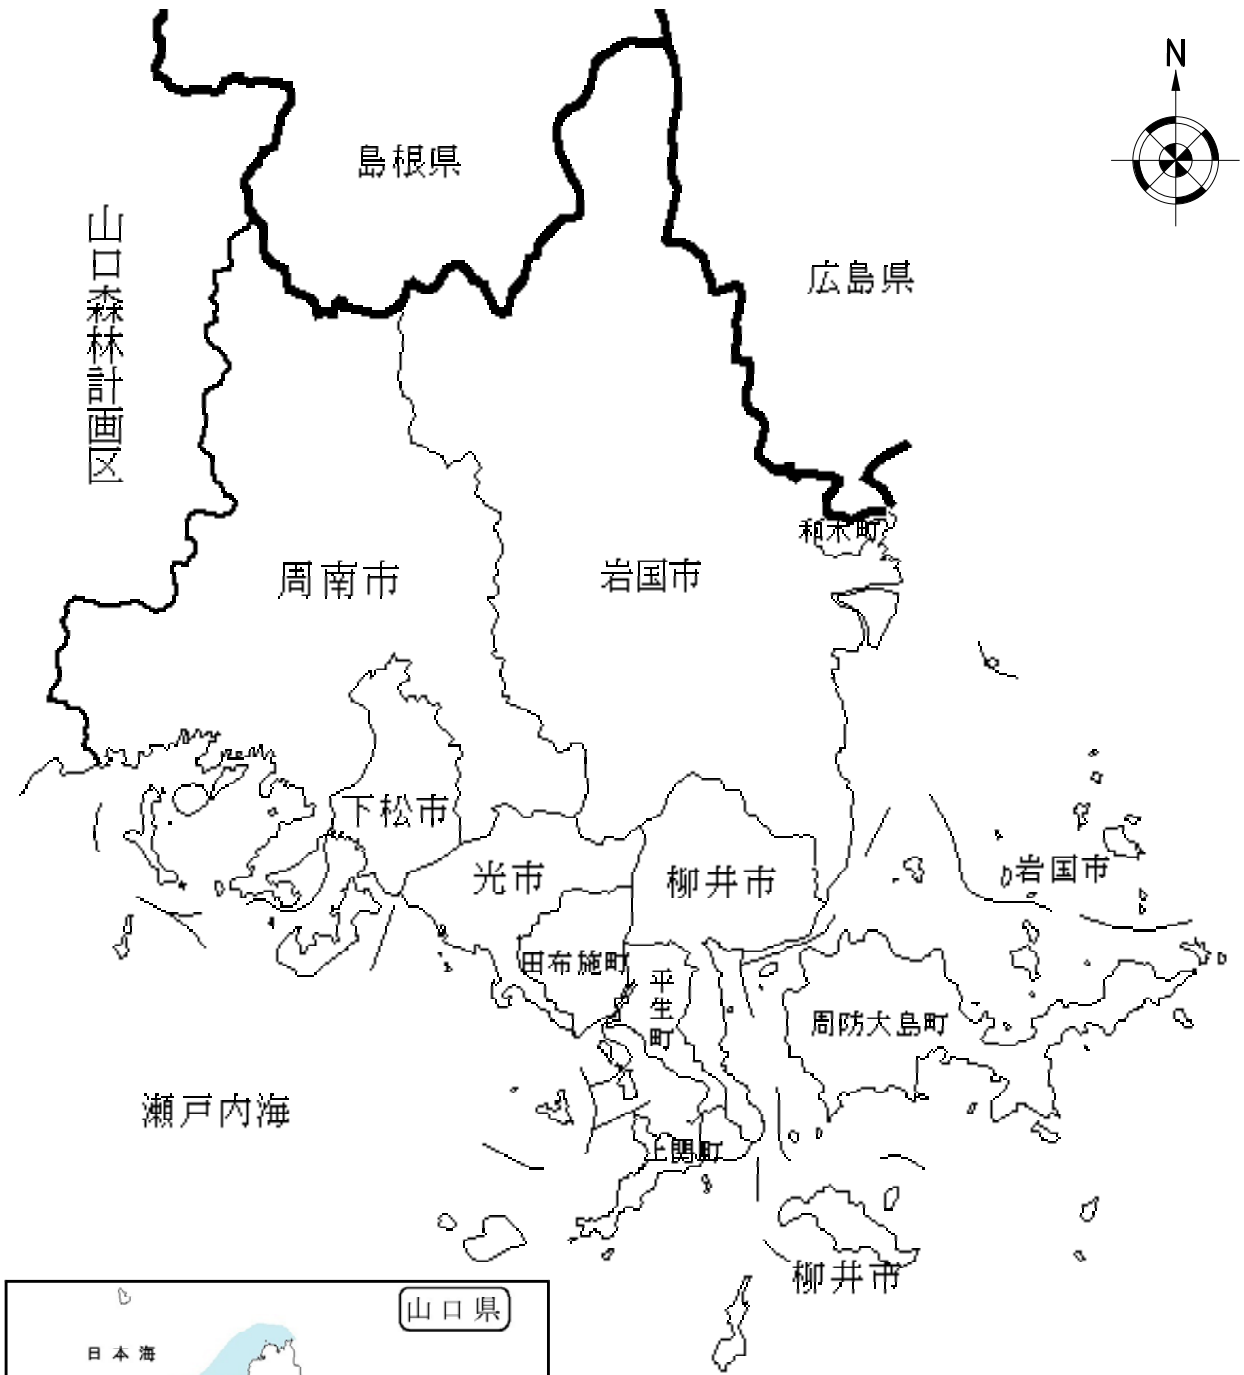 N
島根県
山口森林計画区
広島県
和木町
周南市
岩国市
下松市
岩国市
光市
柳井市
田布施町
平生町
周防大島町
瀬戸内海
上関町
柳井市
山口県
日本海